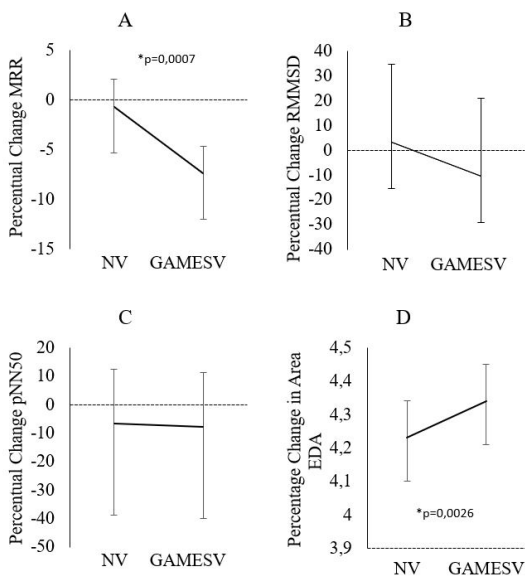 A
Percentual Change MRR
5
0
-5
-10
-15
*p=0,0007
NV GAMESV
B
Percentual Change RMMSD
40
30
20
10
0
-10
-20
-30
-40
NV GAMESV
C
Percentual Change pNN50
20
10
0
-10
-20
-30
-40
-50
NV GAMESV
D
Percentage Change in Area
EDA
4,5
4,4
4,3
4,2
4,1
4
3,9
*p=0,0026
NV GAMESV